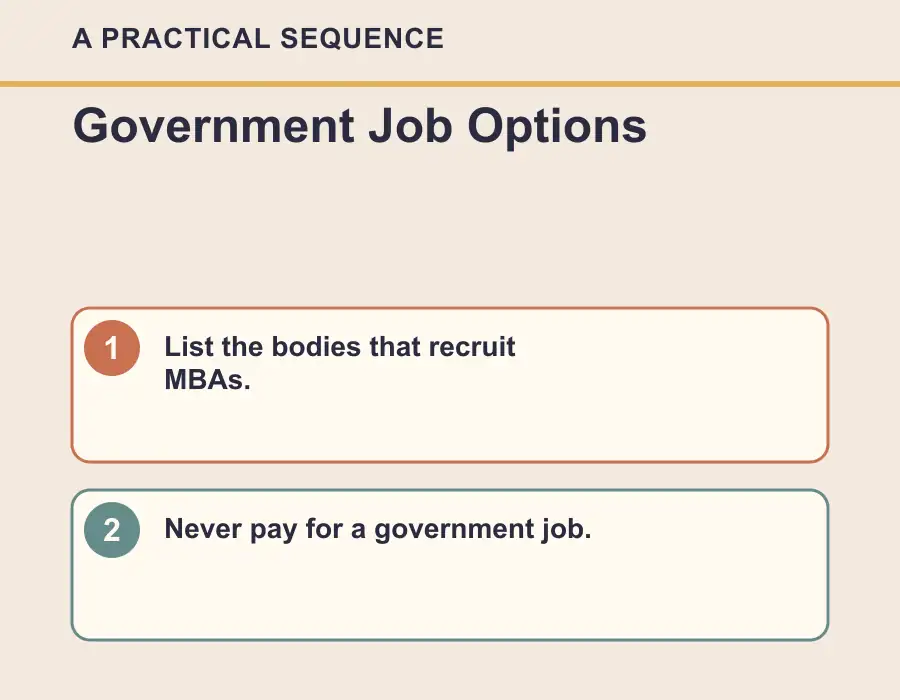 A PRACTICAL SEQUENCE
Government Job Options
1
List the bodies that recruit
MBAs.
2
Never pay for a government job.